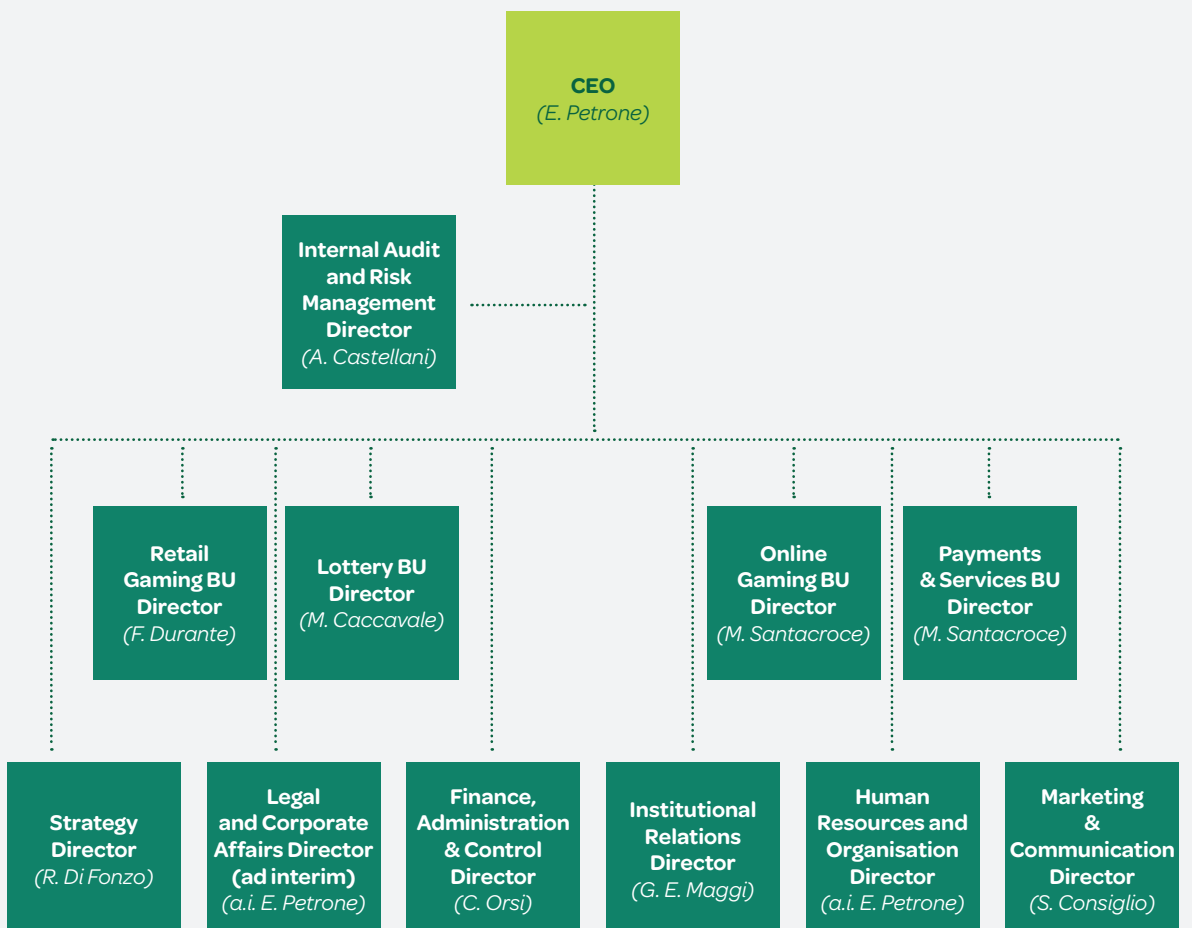 CEO
(E. Petrone)
Internal Audit
and Risk
Management
Director
(A. Castellani)
Retail
Gaming BU
Director
(F. Durante)
Lottery BU
Director
(M. Caccavale)
Online
Gaming BU
Director
(M. Santacroce)
Payments
& Services BU
Director
(M. Santacroce)
Strategy
Director
(R. Di Fonzo)
Legal
and Corporate
Affairs Director
(ad interim)
(a.i. E. Petrone)
Finance,
Administration
& Control
Director
(C. Orsi)
Institutional
Relations
Director
(G. E. Maggi)
Human
Resources and
Organisation
Director
(a.i. E. Petrone)
Marketing
&
Communication
Director
(S. Consiglio)